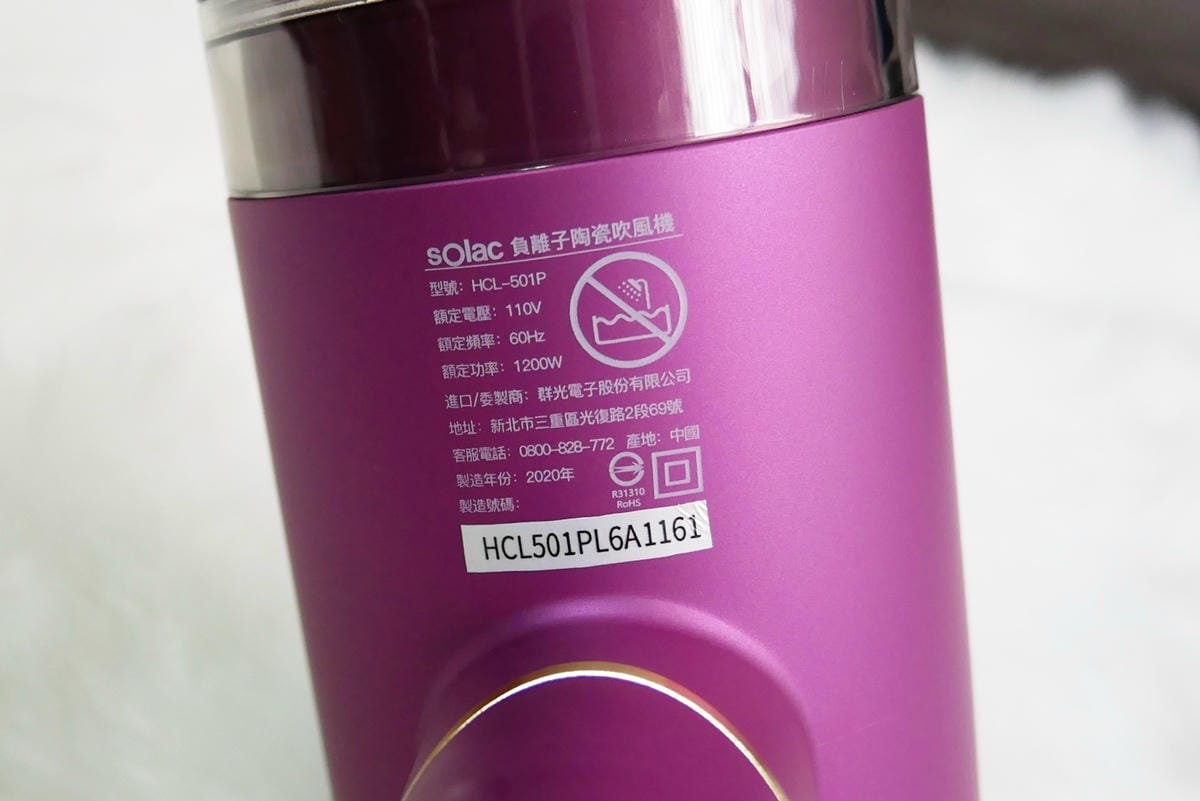 solac 負離子陶瓷吹風機
型號: HCL-501P
額定電壓: 110V
額定頻率: 60Hz
額定功率: 1200W
進口/委製商: 群光電子股份有限公司
地址: 新北市三重區光復路2段69號
客服電話: 0800-828-772 產地: 中國
製造年份: 2020年
R31310
RoHS
製造號碼:
HCL501PL6A1161